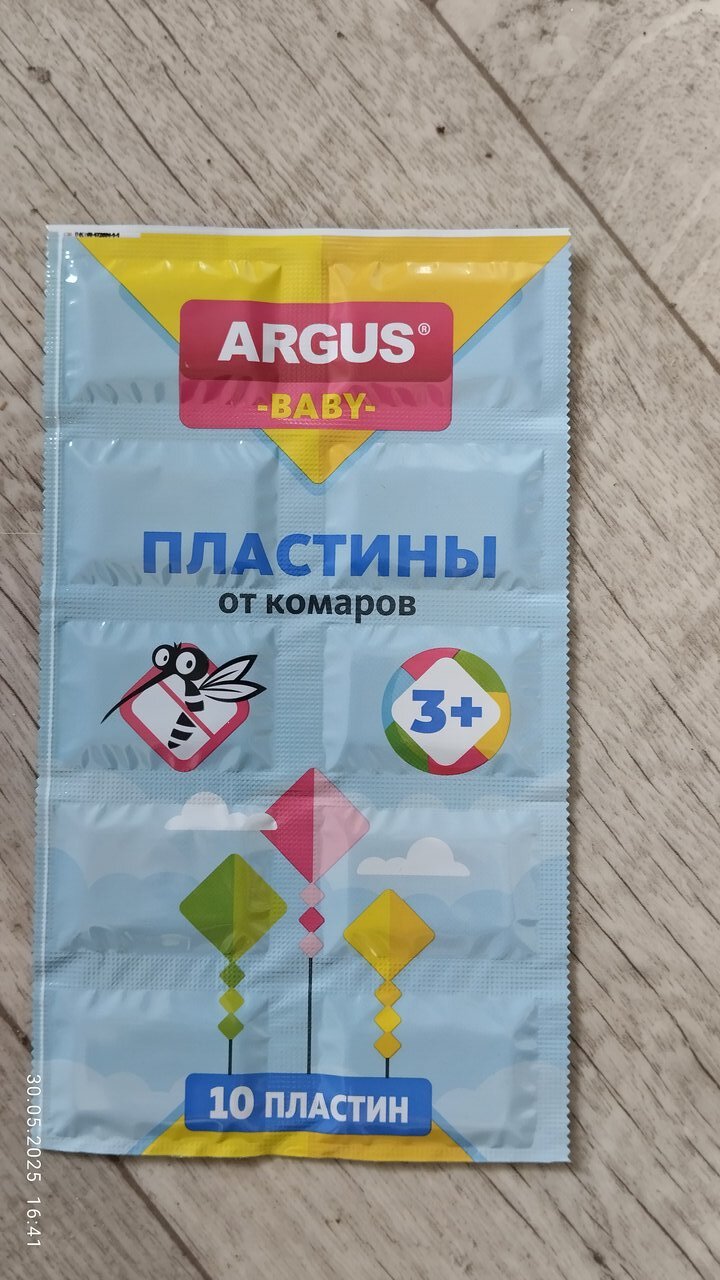 ARGUS®
-BABY-
ПЛАСТИНЫ
от комаров
3+
10 ПЛАСТИН
30.05.2025 16:41